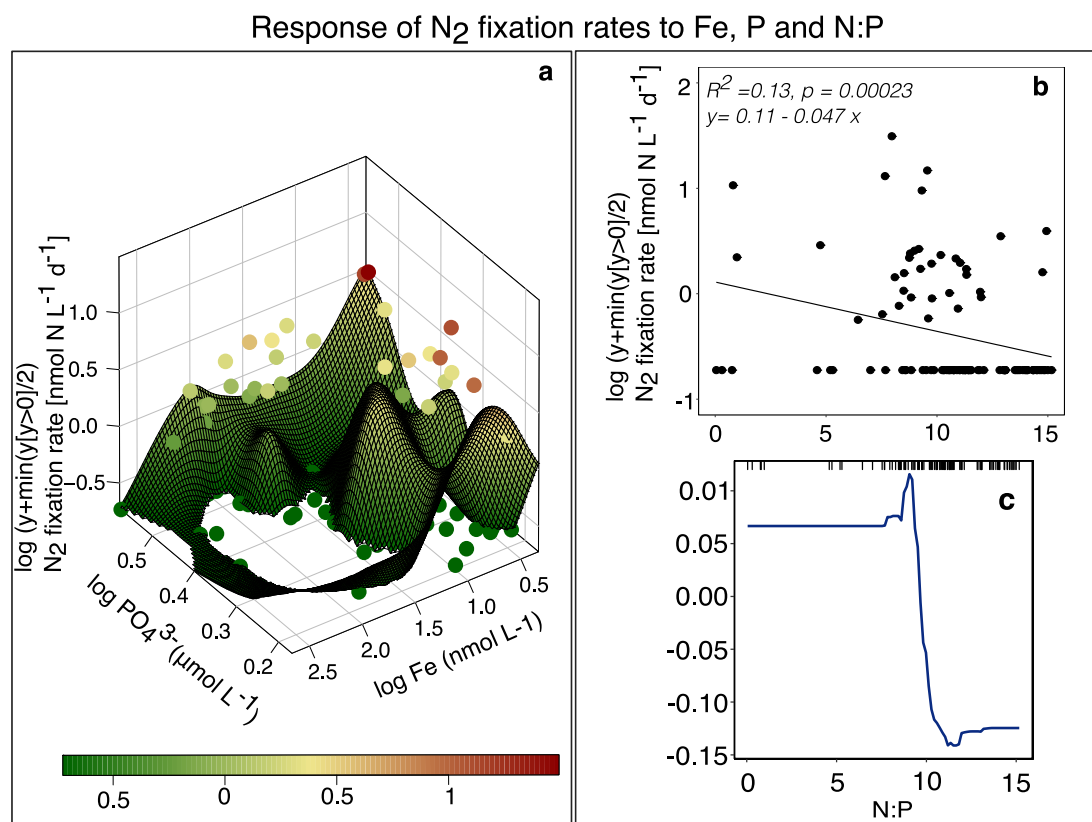 Response of N2 fixation rates to Fe, P and N:P
a
log (y+min(y[y>0]/2)
N2 fixation rate [nmol N L-1 d-1]
1.0
0.5
0.0
−0.5
0.5
0.4
0.3
0.2
log PO4 3- (µmol L-1)
2.5
2.0
1.5
1.0
0.5
log Fe (nmol L-1)
0.5
0
0.5
1
b
R2 =0.13, p = 0.00023
y= 0.11 - 0.047 x
log (y+min(y[y>0]/2)
N2 fixation rate [nmol N L-1 d-1]
2
1
0
-1
0
5
10
15
c
0.01
0.05
0.00
-0.05
-0.10
-0.15
0
5
10
15
N:P